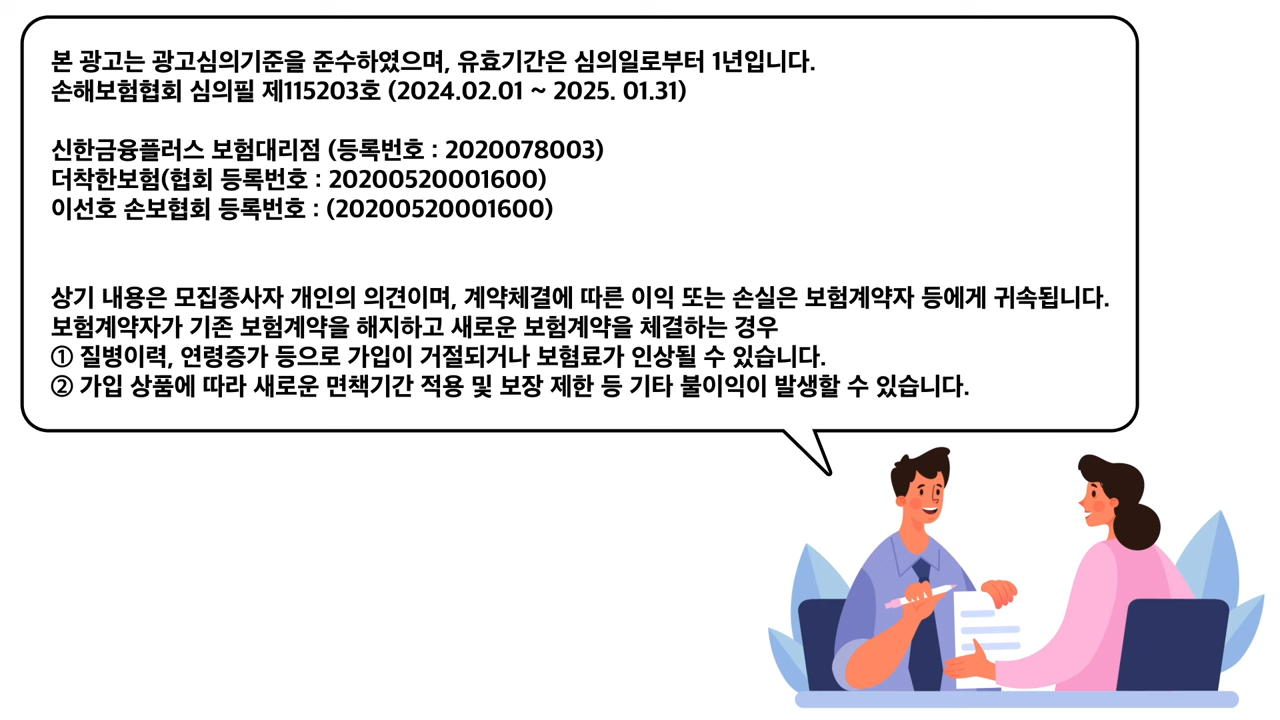 본 광고는 광고심의기준을 준수하였으며, 유효기간은 심의일로부터 1년입니다.
손해보험협회 심의필 제115203호 (2024.02.01 ~ 2025. 01.31)
신한금융플러스 보험대리점 (등록번호 : 2020078003)
더착한보험(협회 등록번호 : 20200520001600)
이선호 손보협회 등록번호 : (20200520001600)
상기 내용은 모집종사자 개인의 의견이며, 계약체결에 따른 이익 또는 손실은 보험계약자 등에게 귀속됩니다.
보험계약자가 기존 보험계약을 해지하고 새로운 보험계약을 체결하는 경우
① 질병이력, 연령증가 등으로 가입이 거절되거나 보험료가 인상될 수 있습니다.
② 가입 상품에 따라 새로운 면책기간 적용 및 보장 제한 등 기타 불이익이 발생할 수 있습니다.